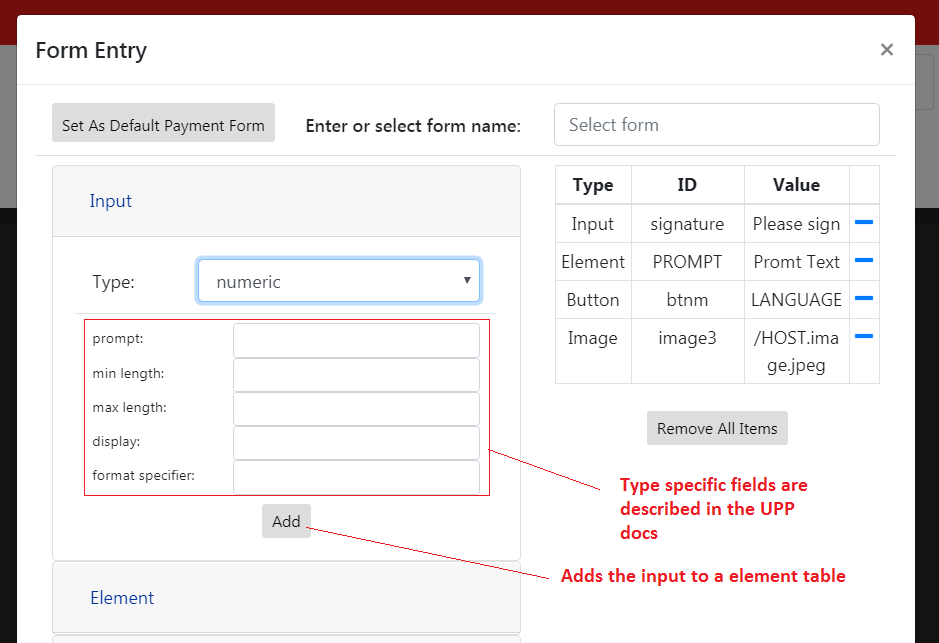 Form Entry
×
Set As Default Payment Form
Enter or select form name:
Select form
Input
Type:
numeric
prompt:
min length:
max length:
display:
format specifier:
Add
Element
Type ID Value
Input signature Please sign
Element PROMPT Promt Text
Button btnm LANGUAGE
Image image3 /HOST.ima
ge.jpeg
Remove All Items
Type specific fields are
described in the UPP
docs
Adds the input to a element table